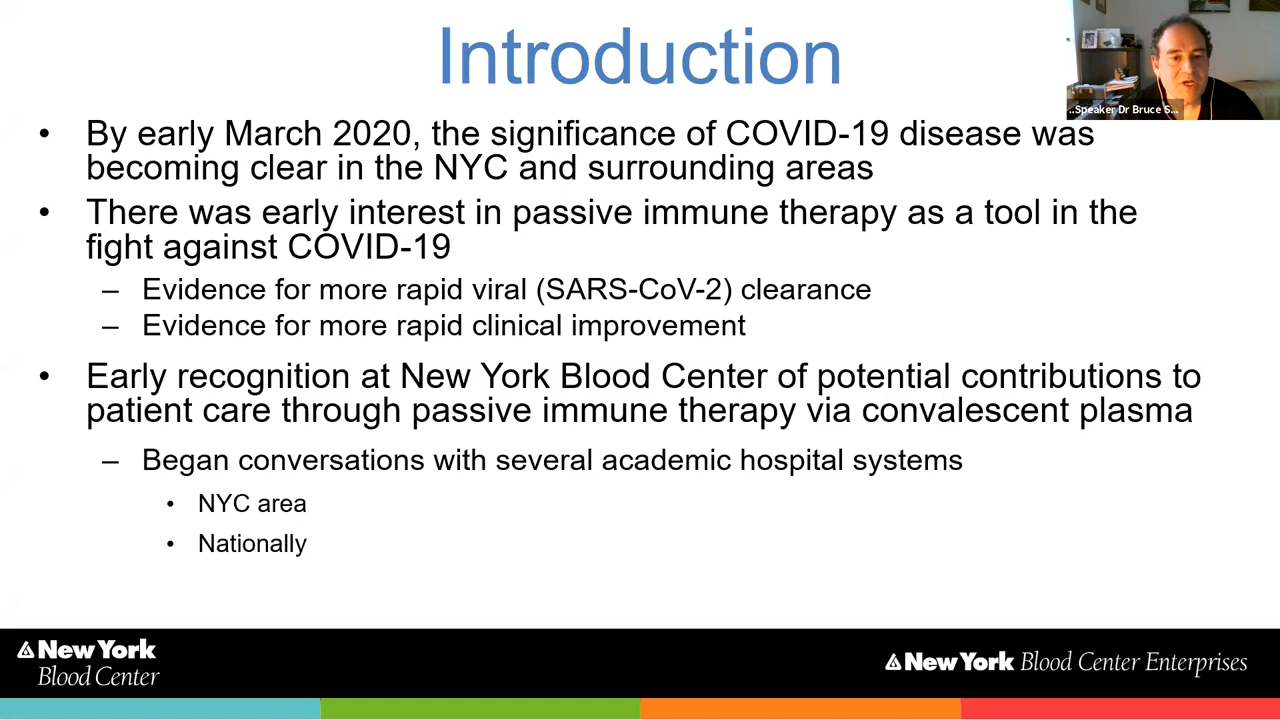 Introduction
..Speaker Dr Bruce S...
• By early March 2020, the significance of COVID-19 disease was
becoming clear in the NYC and surrounding areas
• There was early interest in passive immune therapy as a tool in the
fight against COVID-19
– Evidence for more rapid viral (SARS-CoV-2) clearance
– Evidence for more rapid clinical improvement
• Early recognition at New York Blood Center of potential contributions to
patient care through passive immune therapy via convalescent plasma
– Began conversations with several academic hospital systems
• NYC area
• Nationally
New York
Blood Center
New York Blood Center Enterprises